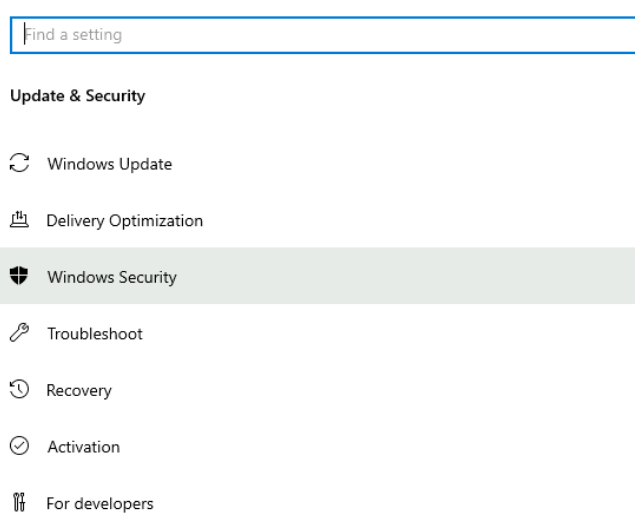 Find a setting
Update & Security
Windows Update
Delivery Optimization
Windows Security
Troubleshoot
Recovery
Activation
For developers